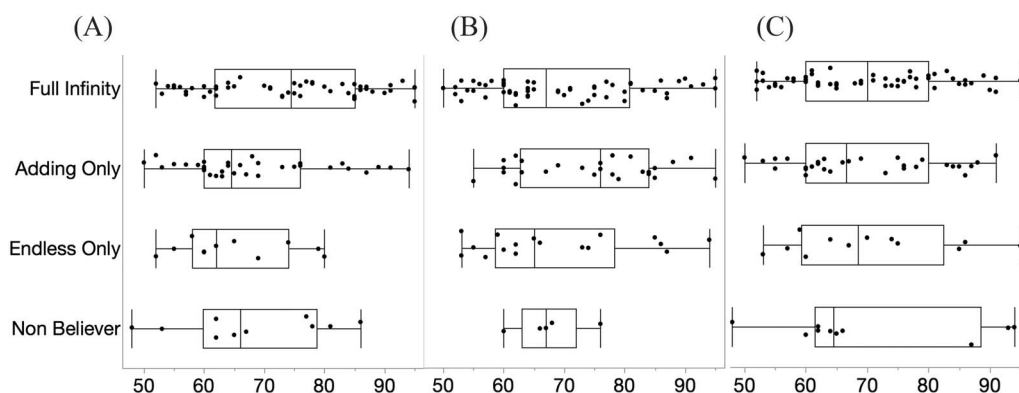 (A) (B) (C)
Full Infinity
Adding Only
Endless Only
Non Believer
50 60 70 80 90 50 60 70 80 90 50 60 70 80 90